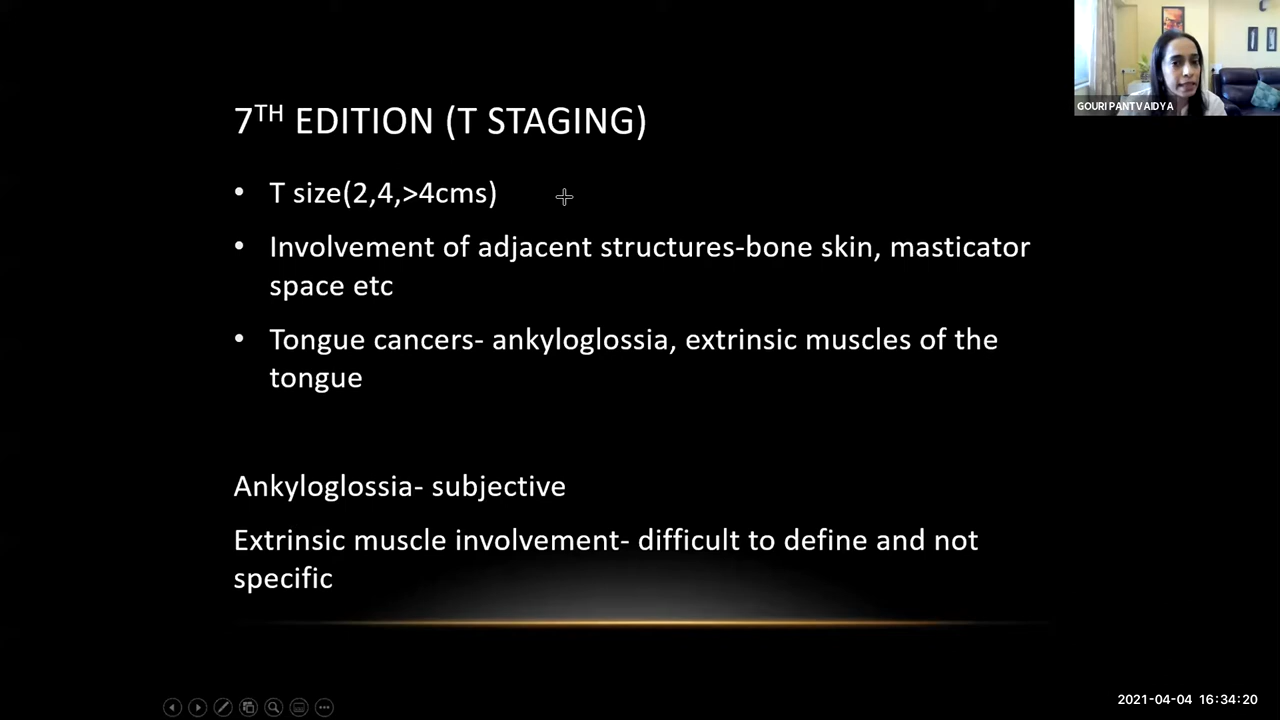 7TH EDITION (T STAGING)
• T size(2,4,>4cms)
• Involvement of adjacent structures-bone skin, masticator
space etc
• Tongue cancers- ankyloglossia, extrinsic muscles of the
tongue
Ankyloglossia- subjective
Extrinsic muscle involvement- difficult to define and not
specific
GOURI PANTVAIDYA
2021-04-04 16:34:20